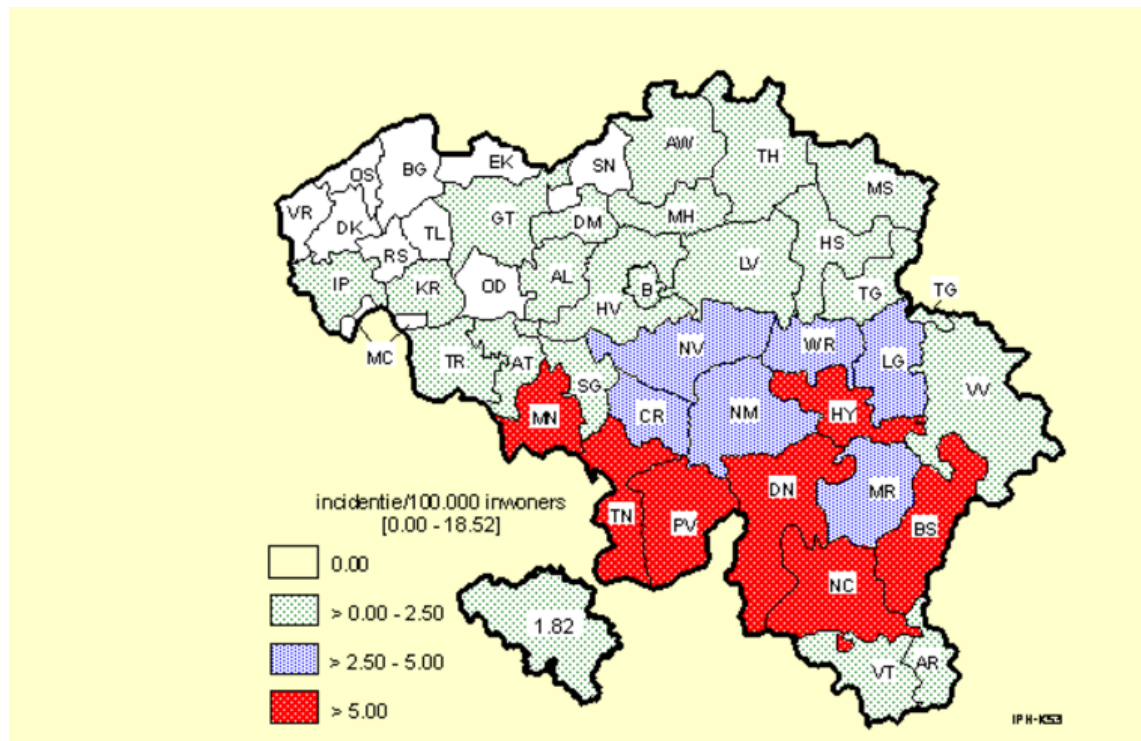 AW
TH
SN
EK
BG
OS
MS
VR
GT
DM
MH
DK
TL
RS
HS
LV
IP
KR
OD
AL
B
TG
TG
HV
MC
NV
WR
LG
TR
AT
SG
VV
MN
CR
NM
HY
DN
MR
incidentie/100.000 inwoners
[0.00 - 18.52]
TN
PV
BS
0.00
NC
> 0.00 - 2.50
1.82
> 2.50 - 5.00
VT
AR
> 5.00
IPH-K53